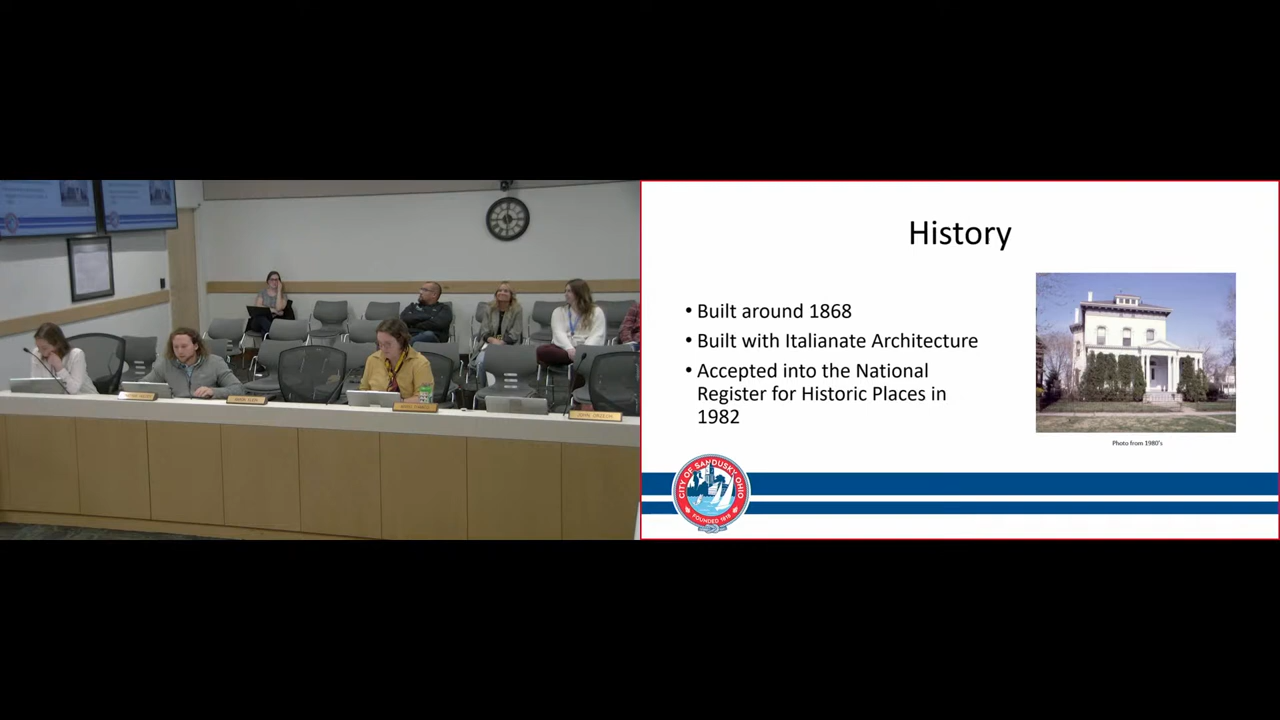 History
• Built around 1868
• Built with Italianate Architecture
• Accepted into the National
Register for Historic Places in
1982
Photo from 1980's
CITY OF SANDUSKY, OHIO
FOUNDED 1818